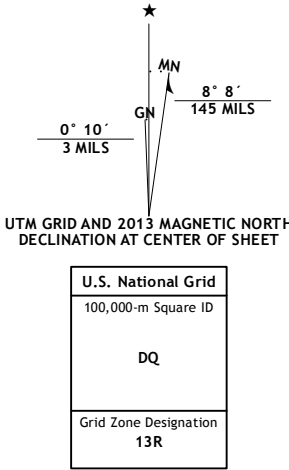 ★
MN
GN
8° 8´
145 MILS
0° 10´
3 MILS
UTM GRID AND 2013 MAGNETIC NORTH
DECLINATION AT CENTER OF SHEET
U.S. National Grid
100,000-m Square ID
DQ
Grid Zone Designation
13R